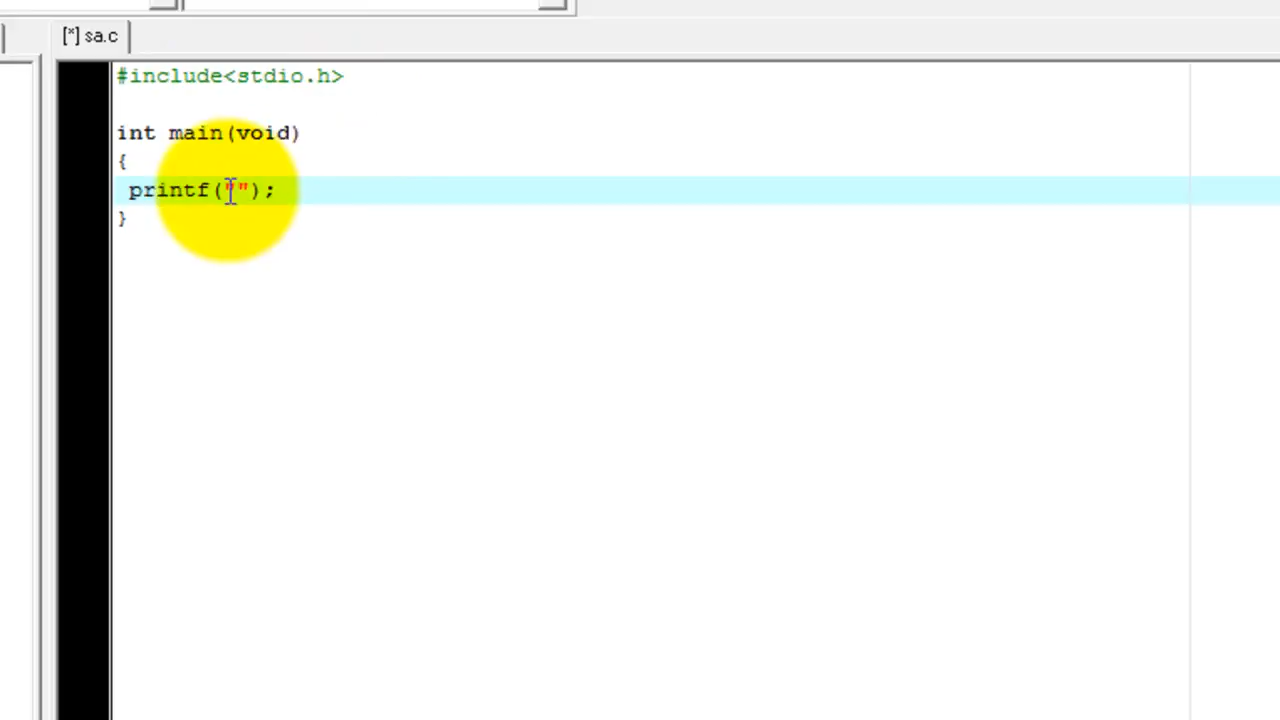 [*] sa.c
#include<stdio.h>
int main(void)
{
printf("");
}